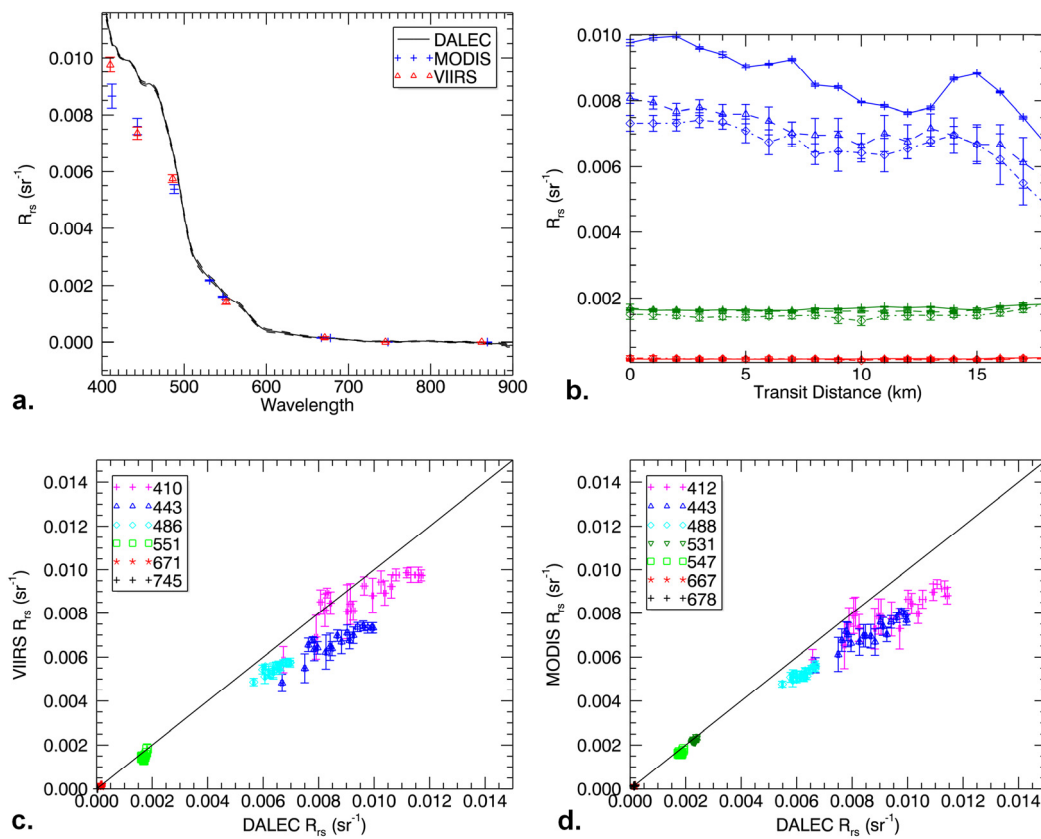 0.010
0.008
0.006
0.004
0.002
0.000
Rrs (sr-1)
400 500 600 700 800 900
Wavelength
DALEC
MODIS
VIIRS
a.
0.010
0.008
0.006
0.004
0.002
0.000
Rrs (sr-1)
0 5 10 15
Transit Distance (km)
b.
0.014
0.012
0.010
0.008
0.006
0.004
0.002
0.000
VIIRS Rrs (sr-1)
410
443
486
551
671
745
0.000 0.002 0.004 0.006 0.008 0.010 0.012 0.014
DALEC Rrs (sr-1)
c.
0.014
0.012
0.010
0.008
0.006
0.004
0.002
0.000
MODIS Rrs (sr-1)
412
443
488
531
547
667
678
0.000 0.002 0.004 0.006 0.008 0.010 0.012 0.014
DALEC Rrs (sr-1)
d.